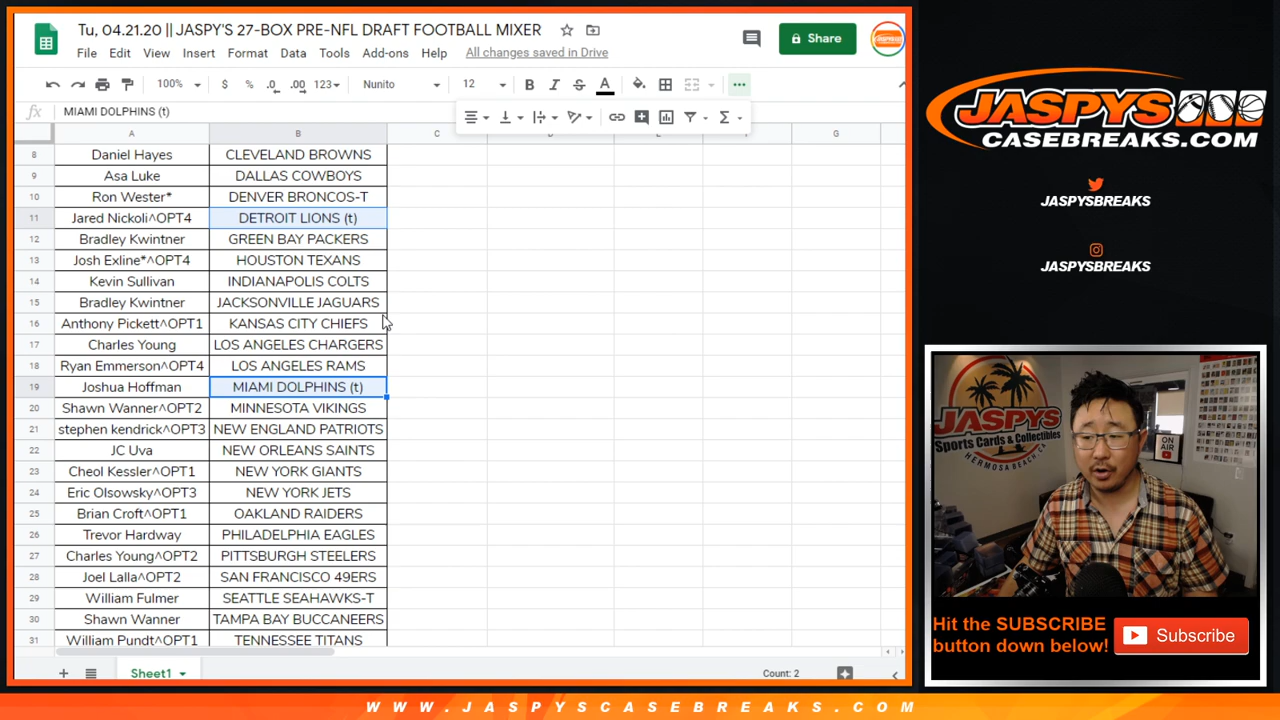 Tu, 04.21.20 || JASPY'S 27-BOX PRE-NFL DRAFT FOOTBALL MIXER
File Edit View Insert Format Data Tools Add-ons Help All changes saved in Drive
Share
100% $ % .0 .00 123 Nunito 12 B I S A
fx MIAMI DOLPHINS (t)
A B C G
8 Daniel Hayes CLEVELAND BROWNS
9 Asa Luke DALLAS COWBOYS
10 Ron Wester* DENVER BRONCOS-T
11 Jared Nickoli^OPT4 DETROIT LIONS (t)
12 Bradley Kwintner GREEN BAY PACKERS
13 Josh Exline*^OPT4 HOUSTON TEXANS
14 Kevin Sullivan INDIANAPOLIS COLTS
15 Bradley Kwintner JACKSONVILLE JAGUARS
16 Anthony Pickett^OPT1 KANSAS CITY CHIEFS
17 Charles Young LOS ANGELES CHARGERS
18 Ryan Emmerson^OPT4 LOS ANGELES RAMS
19 Joshua Hoffman MIAMI DOLPHINS (t)
20 Shawn Wanner^OPT2 MINNESOTA VIKINGS
21 stephen kendrick^OPT3 NEW ENGLAND PATRIOTS
22 JC Uva NEW ORLEANS SAINTS
23 Cheol Kessler^OPT1 NEW YORK GIANTS
24 Eric Olsowsky^OPT3 NEW YORK JETS
25 Brian Croft^OPT1 OAKLAND RAIDERS
26 Trevor Hardway PHILADELPHIA EAGLES
27 Charles Young^OPT2 PITTSBURGH STEELERS
28 Joel Lalla^OPT2 SAN FRANCISCO 49ERS
29 William Fulmer SEATTLE SEAHAWKS-T
30 Shawn Wanner TAMPA BAY BUCCANEERS
31 William Pundt^OPT1 TENNESSEE TITANS
Sheet1
Count: 2
JASPYS
CASEBREAKS.COM
JASPYSBREAKS
JASPYSBREAKS
JASPYS
Sports Cards & Collectibles
HERMOSA BEACH, CA
ON AIR
Hit the SUBSCRIBE
button down below!
Subscribe
WWW.JASPYSCASEBREAKS.COM